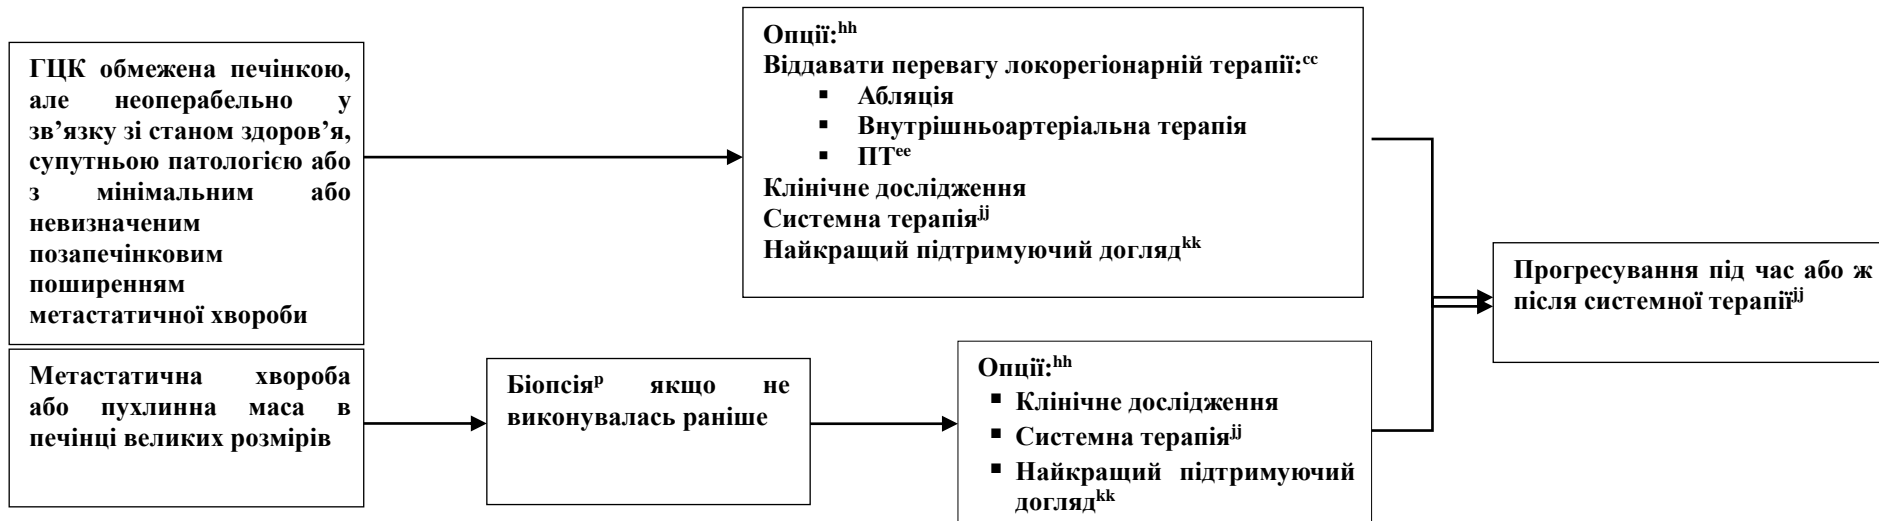 ГЦК обмежена печінкою,
але неоперабельно у
зв’язку зі станом здоров’я,
супутньою патологією або
з мінімальним або
невизначеним
позапечінковим
поширенням
метастатичної хвороби
Опції:hh
Віддавати перевагу локорегіонарній терапії:cc
▪ Абляція
▪ Внутрішньоартеріальна терапія
▪ ПТee
Клінічне дослідження
Системна терапіяjj
Найкращий підтримуючий доглядkk
Метастатична хвороба
або пухлинна маса в
печінці великих розмірів
Біопсіяp якщо не
виконувалась раніше
Опції:hh
▪ Клінічне дослідження
▪ Системна терапіяjj
▪ Найкращий підтримуючий
доглядkk
Прогресування під час або ж
після системної терапіїjj